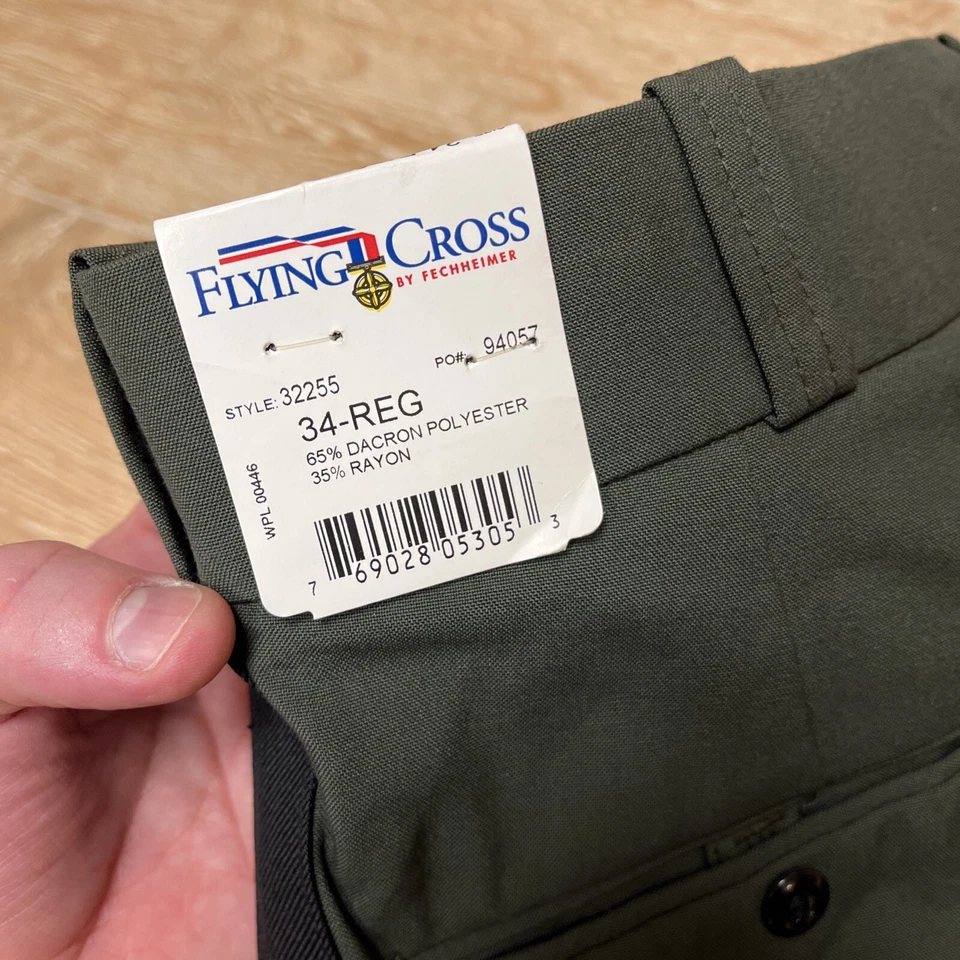 FLYING CROSS
BY FECHHEIMER
PO#: 94057
STYLE: 32255
34-REG
65% DACRON POLYESTER
35% RAYON
WPL 00446
7 69028 05305 3